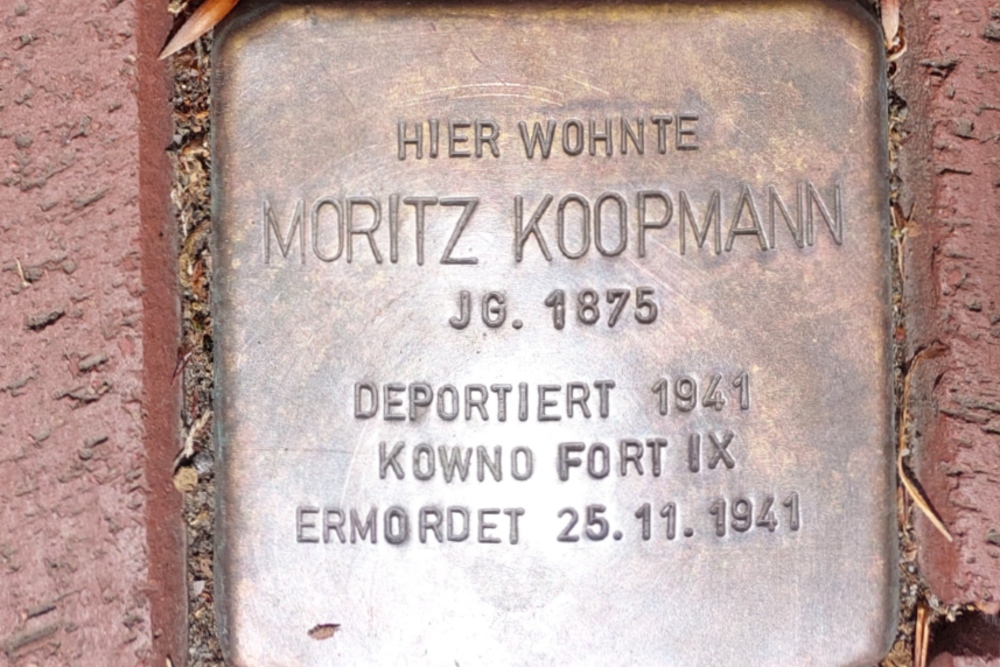 HIER WOHNTE
MORITZ KOOPMANN
JG. 1875
DEPORTIERT 1941
KOWNO FORT IX
ERMORDET 25.11.1941